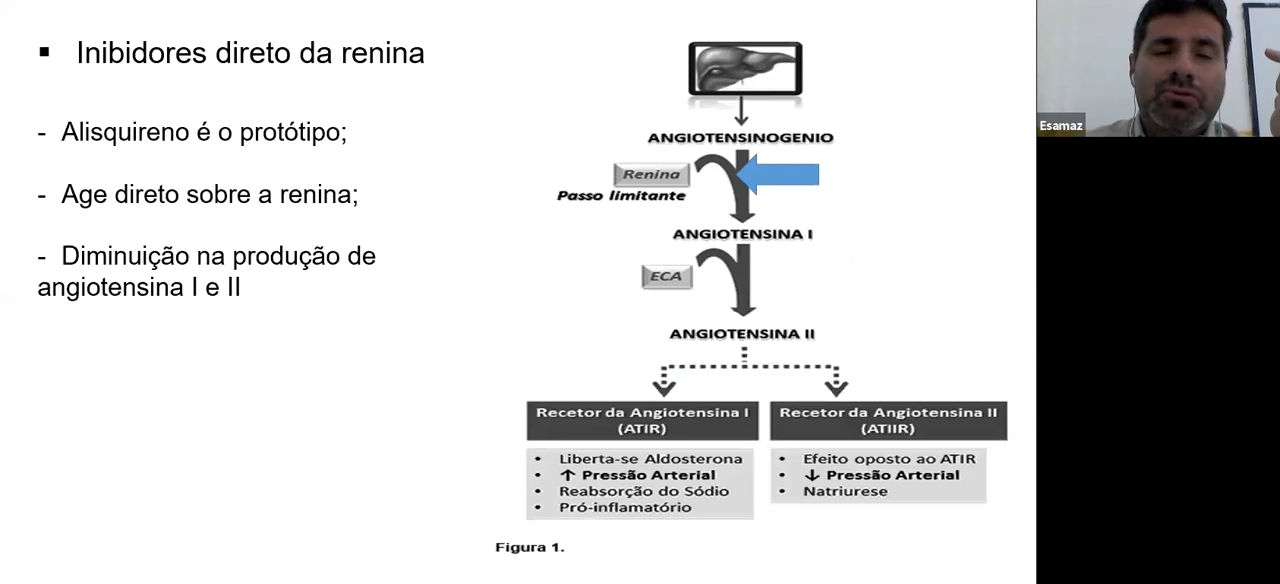 ▪ Inibidores direto da renina
- Alisquireno é o protótipo;
- Age direto sobre a renina;
- Diminuição na produção de
angiotensina I e II
ANGIOTENSINOGENIO
Renina
Passo limitante
ANGIOTENSINA I
ECA
ANGIOTENSINA II
Recetor da Angiotensina I
(ATIR)
• Liberta-se Aldosterona
• ↑ Pressão Arterial
• Reabsorção do Sódio
• Pró-inflamatório
Recetor da Angiotensina II
(ATIIR)
• Efeito oposto ao ATIR
• ↓ Pressão Arterial
• Natriurese
Figura 1.
Esamaz